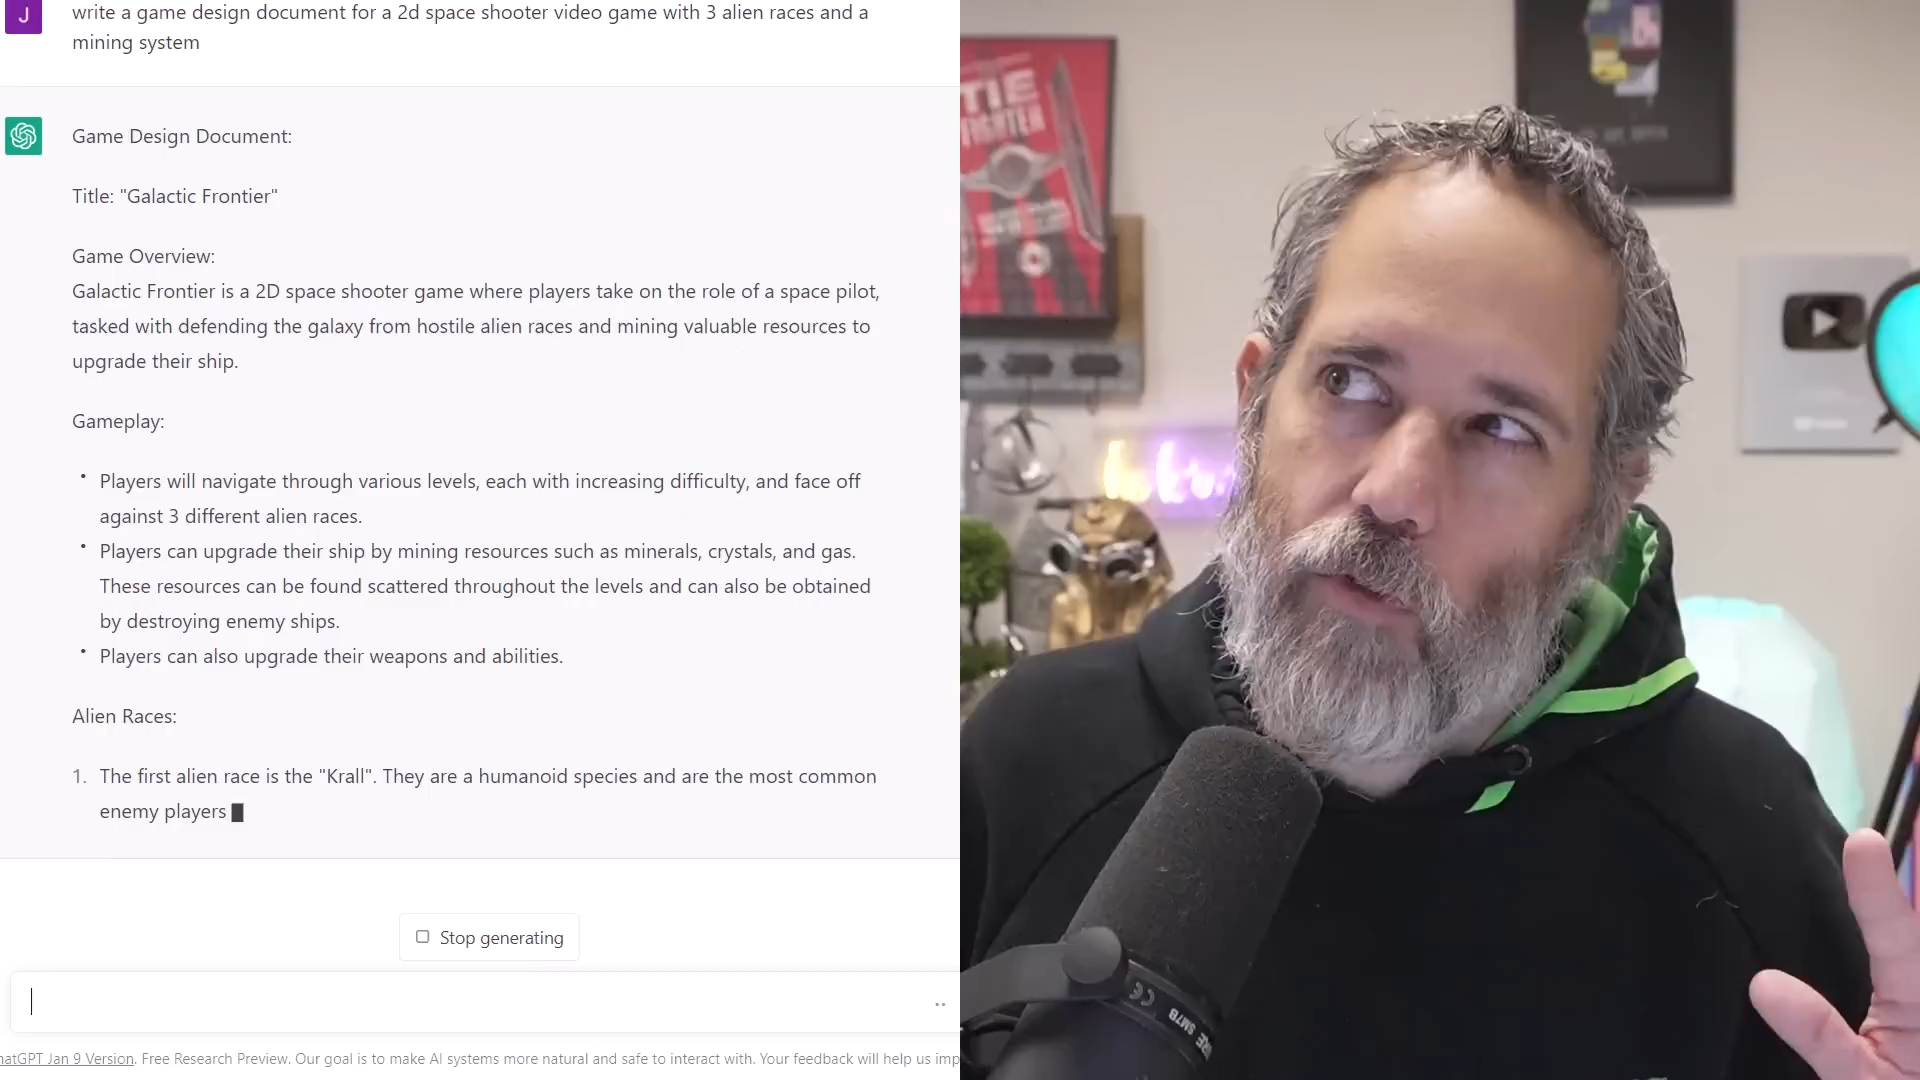 J
write a game design document for a 2d space shooter video game with 3 alien races and a
mining system
Game Design Document:
Title: "Galactic Frontier"
Game Overview:
Galactic Frontier is a 2D space shooter game where players take on the role of a space pilot,
tasked with defending the galaxy from hostile alien races and mining valuable resources to
upgrade their ship.
Gameplay:
• Players will navigate through various levels, each with increasing difficulty, and face off
against 3 different alien races.
• Players can upgrade their ship by mining resources such as minerals, crystals, and gas.
These resources can be found scattered throughout the levels and can also be obtained
by destroying enemy ships.
• Players can also upgrade their weapons and abilities.
Alien Races:
1. The first alien race is the "Krall". They are a humanoid species and are the most common
enemy players
Stop generating
hatGPT Jan 9 Version. Free Research Preview. Our goal is to make AI systems more natural and safe to interact with. Your feedback will help us imp
TIE
FIGHTER
CE
RE SM7B